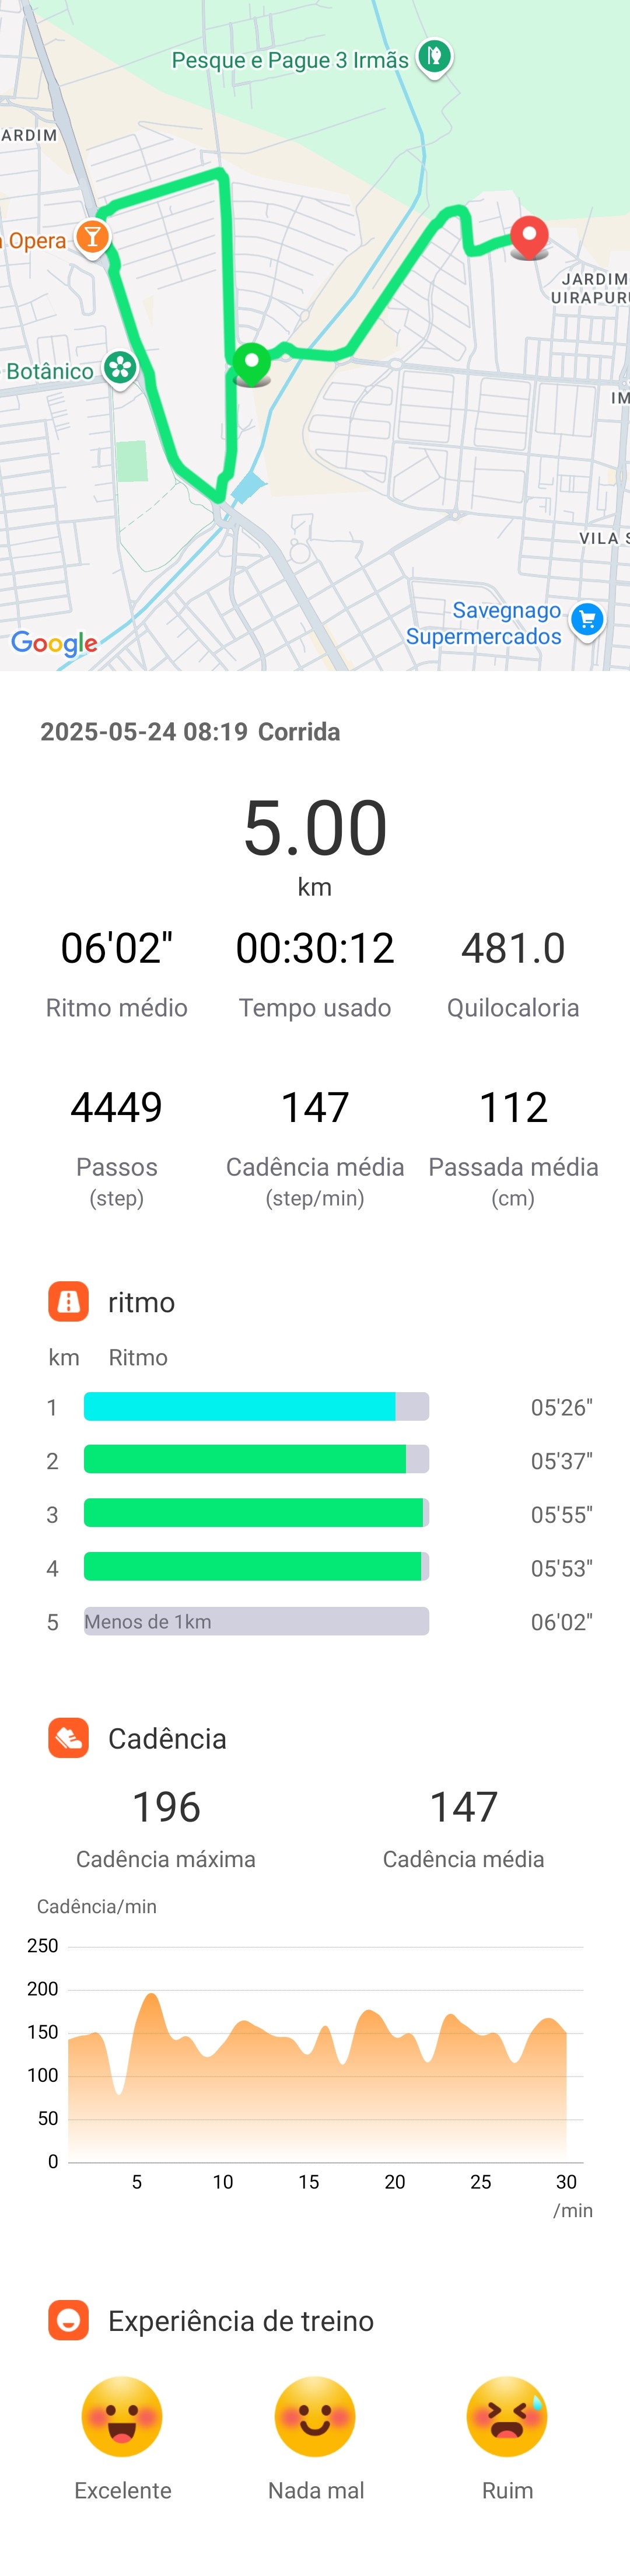 Pesque e Pague 3 Irmãs
ARDIM
Opera
JARDIM
UIRAPURU
Botânico
IM
VILA S
Savegnago
Supermercados
Google
2025-05-24 08:19 Corrida
5.00
km
06'02" 00:30:12 481.0
Ritmo médio Tempo usado Quilocaloria
4449 147 112
Passos Cadência média Passada média
(step) (step/min) (cm)
ritmo
km Ritmo
1 05'26"
2 05'37"
3 05'55"
4 05'53"
5 Menos de 1km 06'02"
Cadência
196 147
Cadência máxima Cadência média
Cadência/min
250
200
150
100
50
0
5 10 15 20 25 30
/min
Experiência de treino
Excelente Nada mal Ruim